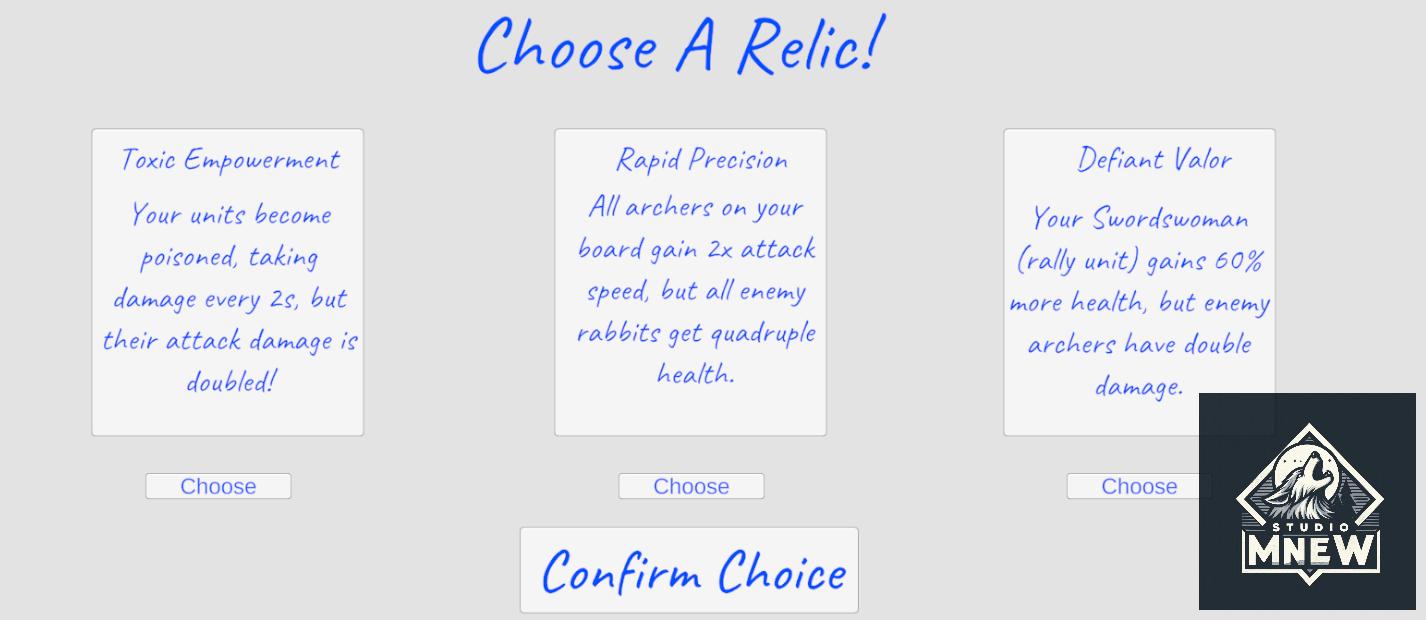 Choose A Relic!
Toxic Empowerment
Your units become
poisoned, taking
damage every 2s, but
their attack damage is
doubled!
Choose
Rapid Precision
All archers on your
board gain 2x attack
speed, but all enemy
rabbits get quadruple
health.
Choose
Defiant Valor
Your Swordswoman
(rally unit) gains 60%
more health, but enemy
archers have double
damage.
Choose
Confirm Choice
STUDIO
MNEW